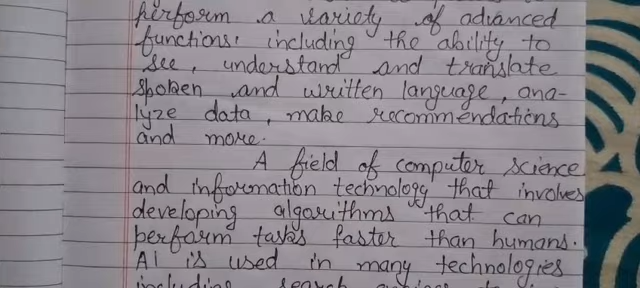 perform a variety of advanced
functions, including the ability to
see, understand and translate
spoken and written language, ana-
lyze data, make recommendations
and more.
A field of computer science
and information technology that involves
developing algorithms that can
perform tasks faster than humans.
AI is used in many technologies
including search